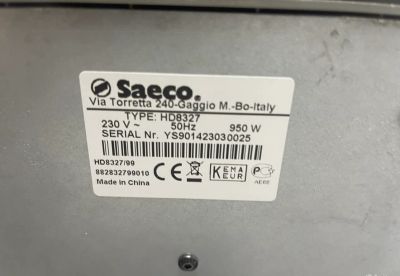 Saeco.
Via Torretta 240-Gaggio M.-Bo-Italy
TYPE: HD8327
230 V ~ 50Hz 950 W
SERIAL Nr. YS901423030025
HD8327/99
882832799010
Made in China
CE
KEMA
KEUR
AE62